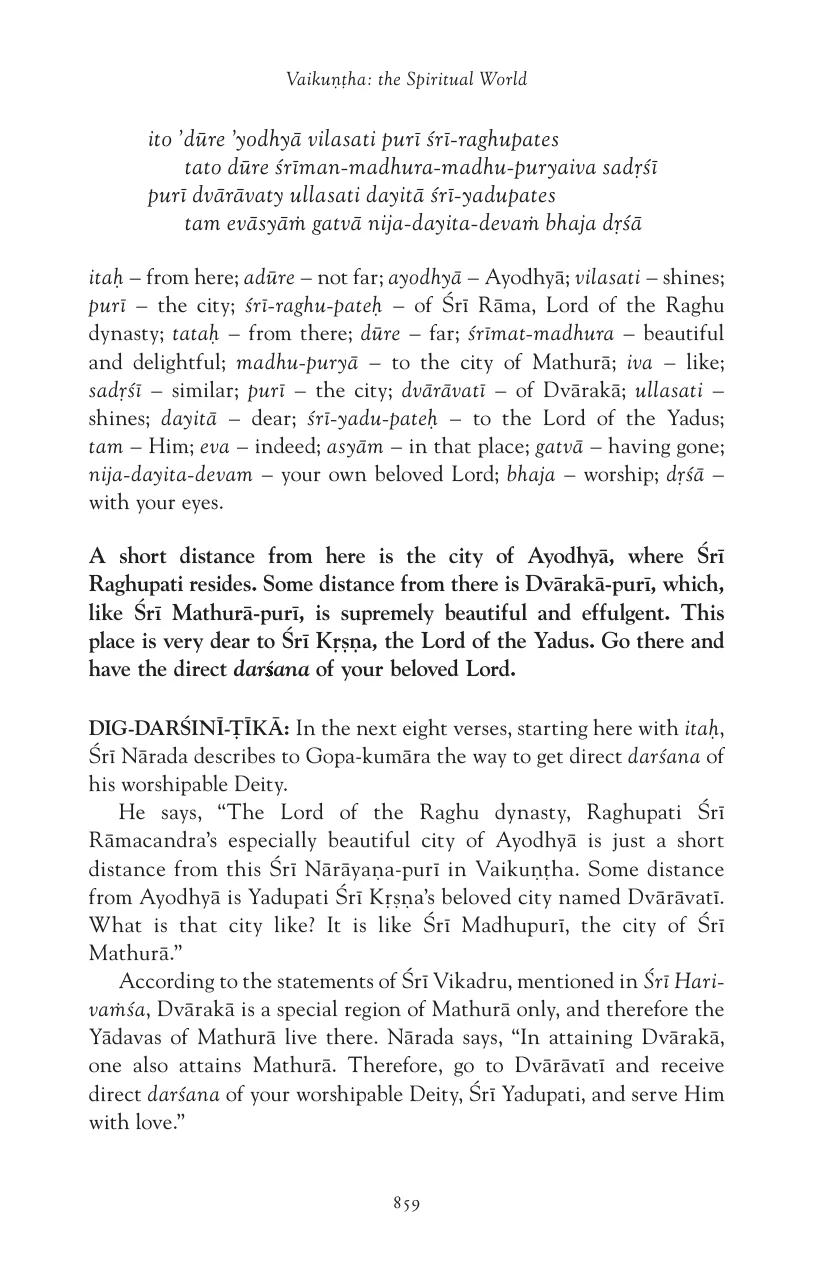 Vaikuṇṭha: the Spiritual World
ito ’dūre ’yodhyā vilasati purī śrī-raghupates
tato dūre śrīman-madhura-madhu-puryaiva sadṛśī
purī dvārāvaty ullasati dayitā śrī-yadupates
tam evāsyāṁ gatvā nija-dayita-devaṁ bhaja dṛśā
itaḥ – from here; adūre – not far; ayodhyā – Ayodhyā; vilasati – shines;
purī – the city; śrī-raghu-pateḥ – of Śrī Rāma, Lord of the Raghu
dynasty; tataḥ – from there; dūre – far; śrīmat-madhura – beautiful
and delightful; madhu-puryā – to the city of Mathurā; iva – like;
sadṛśī – similar; purī – the city; dvārāvatī – of Dvārakā; ullasati –
shines; dayitā – dear; śrī-yadu-pateḥ – to the Lord of the Yadus;
tam – Him; eva – indeed; asyām – in that place; gatvā – having gone;
nija-dayita-devam – your own beloved Lord; bhaja – worship; dṛśā –
with your eyes.
A short distance from here is the city of Ayodhyā, where Śrī
Raghupati resides. Some distance from there is Dvārakā-purī, which,
like Śrī Mathurā-purī, is supremely beautiful and effulgent. This
place is very dear to Śrī Kṛṣṇa, the Lord of the Yadus. Go there and
have the direct darśana of your beloved Lord.
DIG-DARŚINĪ-ṬĪKĀ: In the next eight verses, starting here with itaḥ,
Śrī Nārada describes to Gopa-kumāra the way to get direct darśana of
his worshipable Deity.
He says, “The Lord of the Raghu dynasty, Raghupati Śrī
Rāmacandra’s especially beautiful city of Ayodhyā is just a short
distance from this Śrī Nārāyaṇa-purī in Vaikuṇṭha. Some distance
from Ayodhyā is Yadupati Śrī Kṛṣṇa’s beloved city named Dvārāvatī.
What is that city like? It is like Śrī Madhupurī, the city of Śrī
Mathurā.”
According to the statements of Śrī Vikadru, mentioned in Śrī Hari-
vaṁśa, Dvārakā is a special region of Mathurā only, and therefore the
Yādavas of Mathurā live there. Nārada says, “In attaining Dvārakā,
one also attains Mathurā. Therefore, go to Dvārāvatī and receive
direct darśana of your worshipable Deity, Śrī Yadupati, and serve Him
with love.”
859